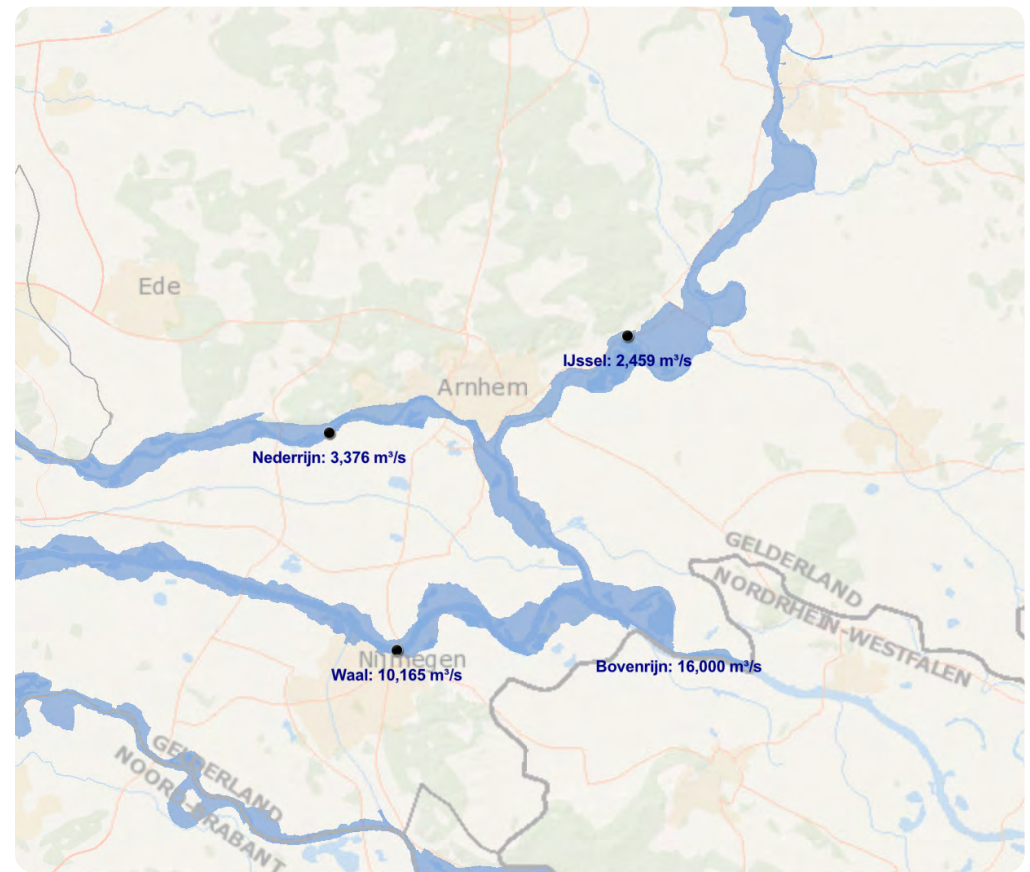 Ede
IJssel: 2,459 m³/s
Arnhem
Nederrijn: 3,376 m³/s
GELDERLAND
NORDRHEIN-WESTFALEN
Nijmegen
Bovenrijn: 16,000 m³/s
Waal: 10,165 m³/s
GELDERLAND
NOORD-BRABANT